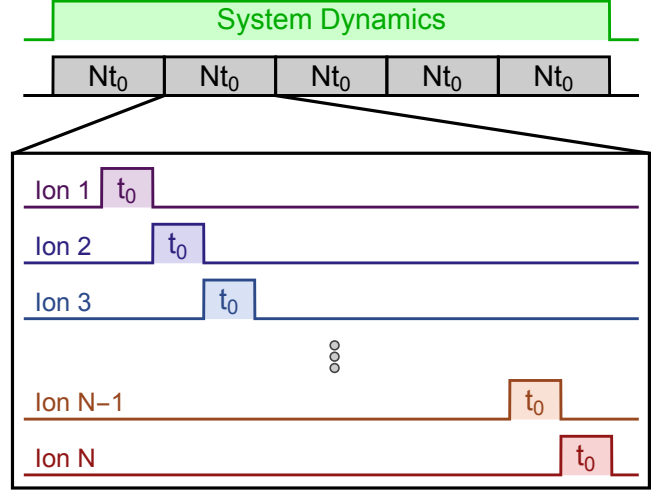 System Dynamics
Nt₀ Nt₀ Nt₀ Nt₀ Nt₀
Ion 1 t₀
Ion 2 t₀
Ion 3 t₀
Ion N−1 t₀
Ion N t₀